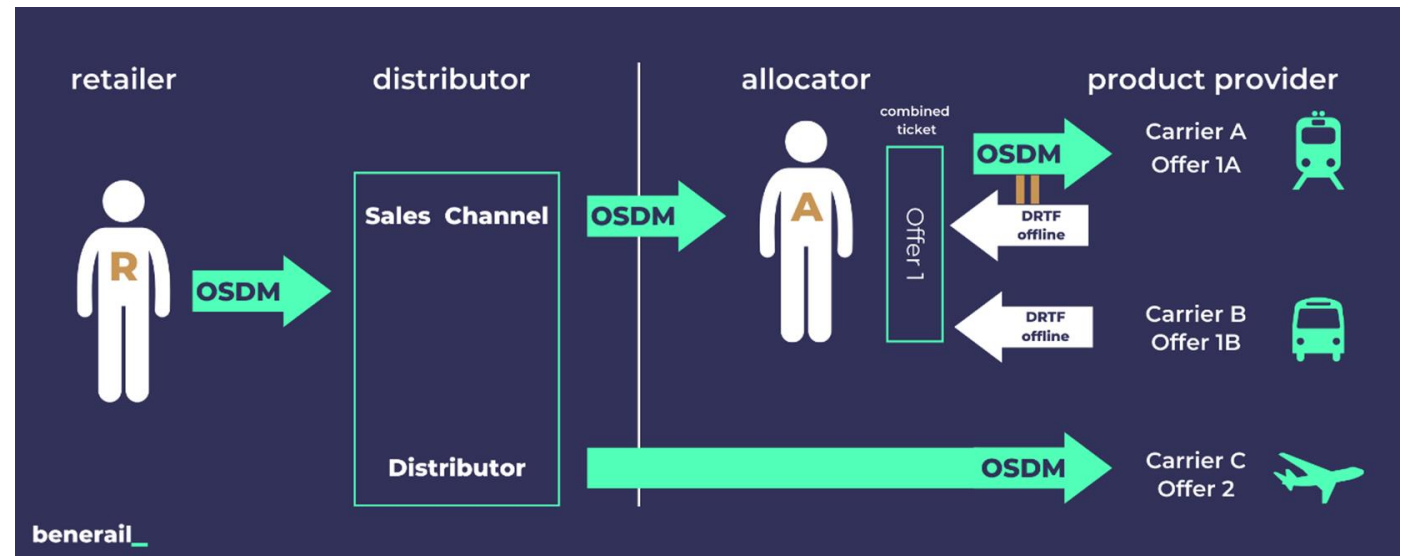 retailer
distributor
allocator
product provider
combined
ticket
OSDM
Carrier A
Offer 1A
R
OSDM
Sales Channel
OSDM
A
Offer 1
DRTF
offline
DRTF
offline
Carrier B
Offer 1B
Distributor
OSDM
Carrier C
Offer 2
benerail_